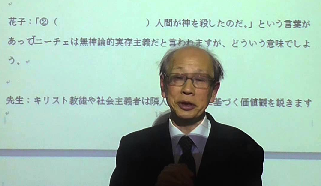 花子:「②(　　　　　　　)人間が神を殺したのだ。」という言葉が
あってニーチェは無神論的実存主義だと言われますが、どういう意味でしょ
う。
先生:キリスト教徒や社会主義者は隣人 基づく価値観を説きます